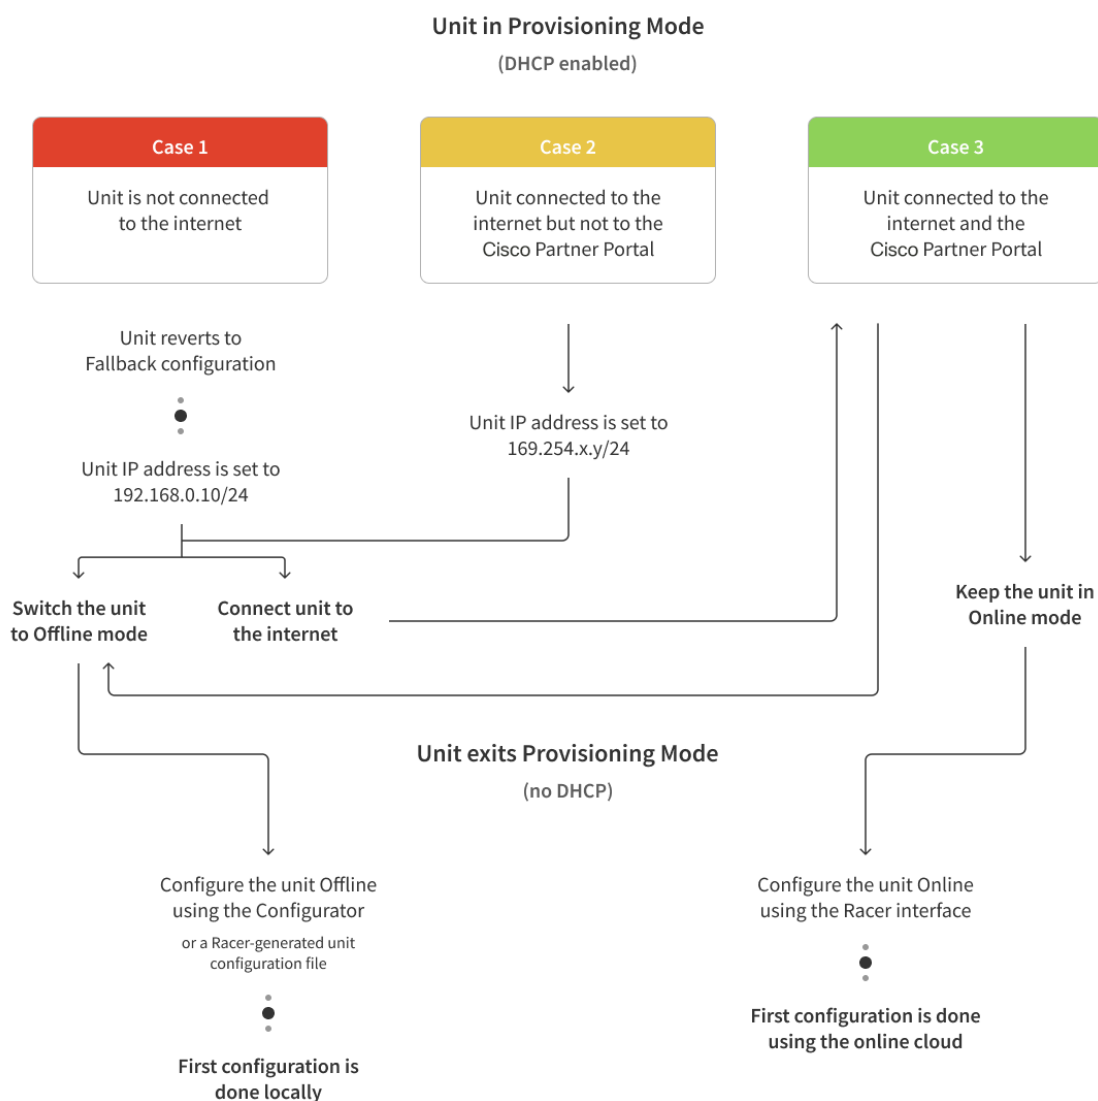 Unit in Provisioning Mode
(DHCP enabled)
Case 1
Unit is not connected
to the internet
Case 2
Unit connected to the
internet but not to the
Cisco Partner Portal
Case 3
Unit connected to the
internet and the
Cisco Partner Portal
Unit reverts to
Fallback configuration
Unit IP address is set to
192.168.0.10/24
Unit IP address is set to
169.254.x.y/24
Switch the unit
to Offline mode
Connect unit to
the internet
Keep the unit in
Online mode
Unit exits Provisioning Mode
(no DHCP)
Configure the unit Offline
using the Configurator
or a Racer-generated unit
configuration file
First configuration is
done locally
Configure the unit Online
using the Racer interface
First configuration is done
using the online cloud